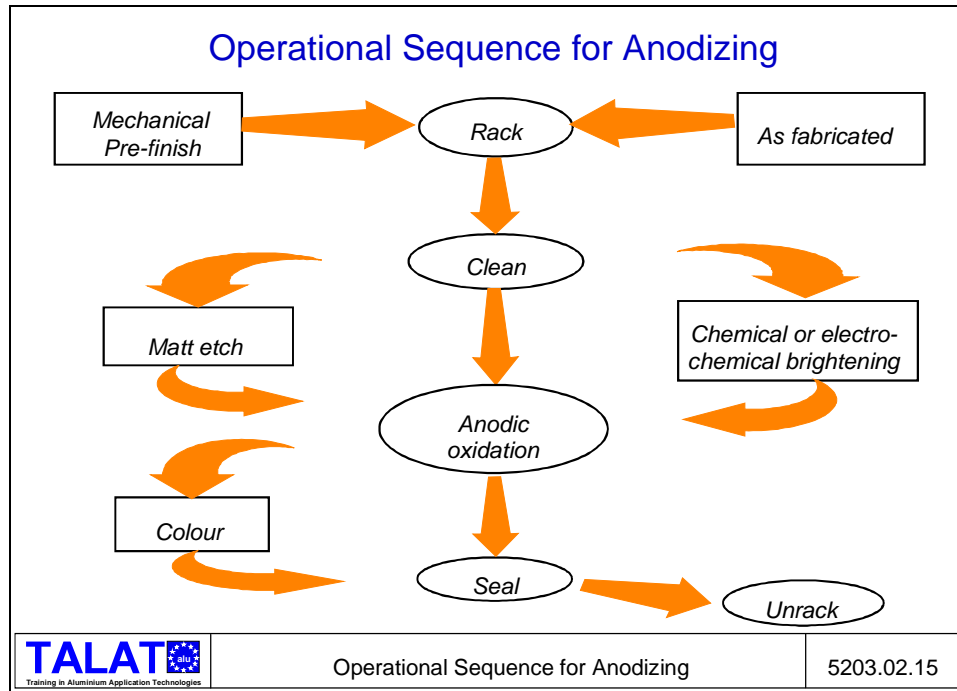 Operational Sequence for Anodizing
Mechanical
Pre-finish
Rack
As fabricated
Clean
Matt etch
Chemical or electro-
chemical brightening
Anodic
oxidation
Colour
Seal
Unrack
TALAT
alu
Training in Aluminium Application Technologies
Operational Sequence for Anodizing
5203.02.15